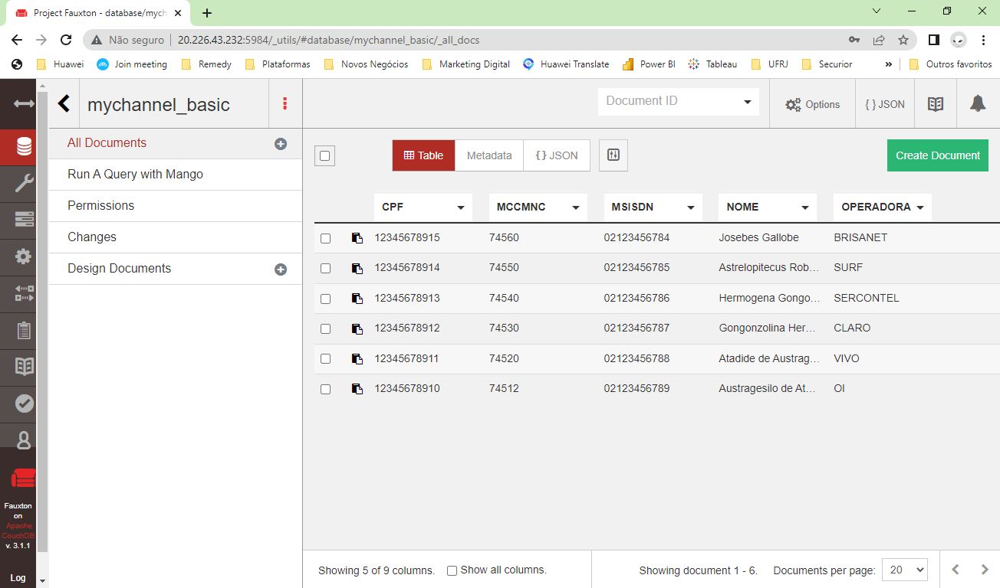 Project Fauxton - database/mych
Não seguro
20.226.43.232:5984/_utils/#database/mychannel_basic/_all_docs
Huawei Join meeting Remedy Plataformas Novos Negócios Marketing Digital Huawei Translate Power BI Tableau UFRJ Securior » Outros favoritos
mychannel_basic
Document ID
Options
{ } JSON
All Documents
Run A Query with Mango
Permissions
Changes
Design Documents
Table Metadata { } JSON
Create Document
CPF MCCMNC MSISDN NOME OPERADORA
12345678915 74560 02123456784 Josebes Gallobe BRISANET
12345678914 74550 02123456785 Astrelopitecus Rob... SURF
12345678913 74540 02123456786 Hermogena Gongo... SERCONTEL
12345678912 74530 02123456787 Gongonzolina Her... CLARO
12345678911 74520 02123456788 Atadide de Austrag... VIVO
12345678910 74512 02123456789 Austragesilo de At... OI
Fauxton
on
Apache
CouchDB
v. 3.1.1
Log
Showing 5 of 9 columns. Show all columns. Showing document 1 - 6. Documents per page: 20